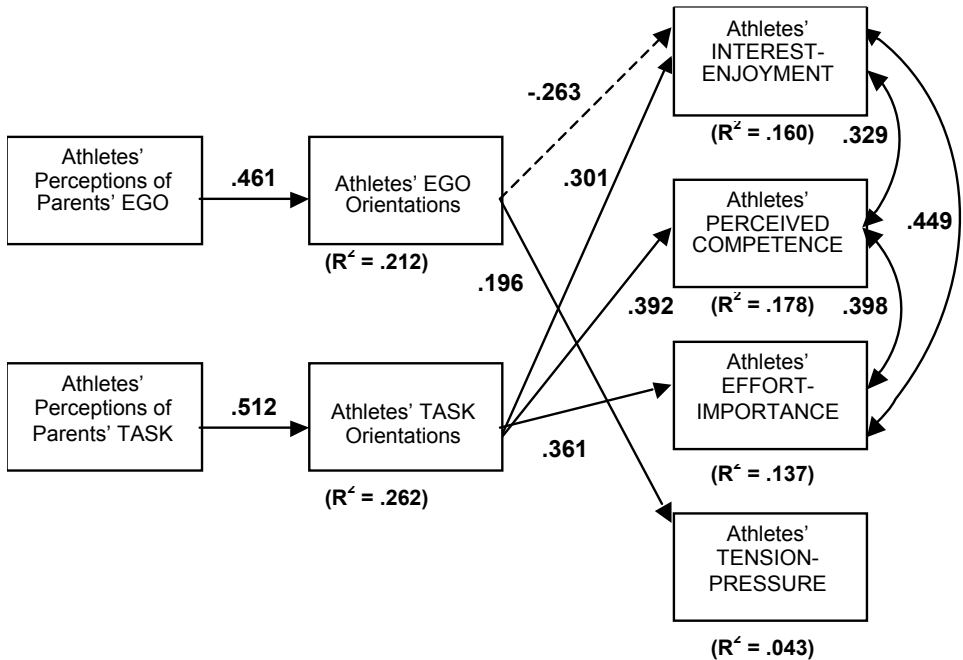 Athletes'
Perceptions of
Parents' EGO
.461
Athletes' EGO
Orientations
(R² = .212)
Athletes'
Perceptions of
Parents' TASK
.512
Athletes' TASK
Orientations
(R² = .262)
-.263
.301
.196
.392
.361
Athletes'
INTEREST-
ENJOYMENT
(R² = .160)
.329
Athletes'
PERCEIVED
COMPETENCE
(R² = .178)
.449
.398
Athletes'
EFFORT-
IMPORTANCE
(R² = .137)
Athletes'
TENSION-
PRESSURE
(R² = .043)